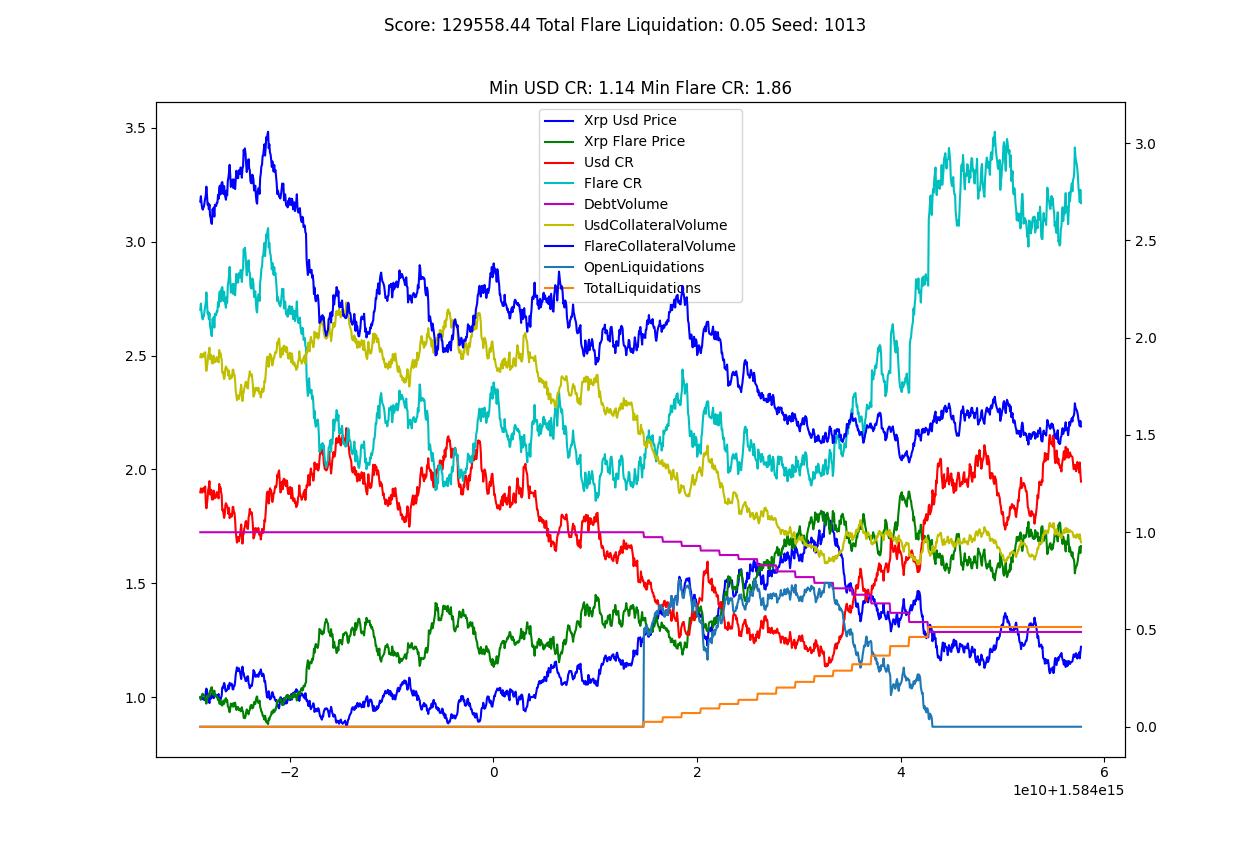 Score: 129558.44 Total Flare Liquidation: 0.05 Seed: 1013
Min USD CR: 1.14 Min Flare CR: 1.86
Xrp Usd Price
Xrp Flare Price
Usd CR
Flare CR
DebtVolume
UsdCollateralVolume
FlareCollateralVolume
OpenLiquidations
TotalLiquidations
3.5
3.0
2.5
2.0
1.5
1.0
3.0
2.5
2.0
1.5
1.0
0.5
0.0
−2
0
2
4
6
1e10+1.584e15